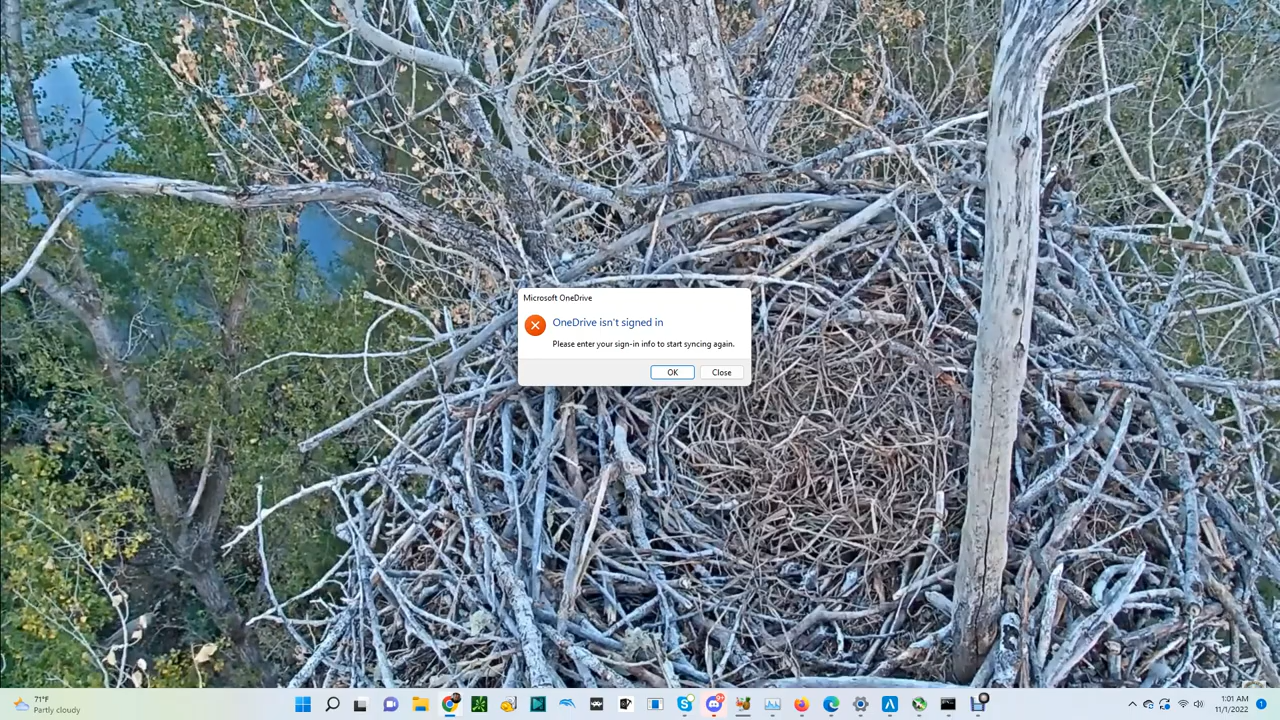 Microsoft OneDrive
OneDrive isn't signed in
Please enter your sign-in info to start syncing again.
OK
Close
71°F
Partly cloudy
1:01 AM
11/1/2022